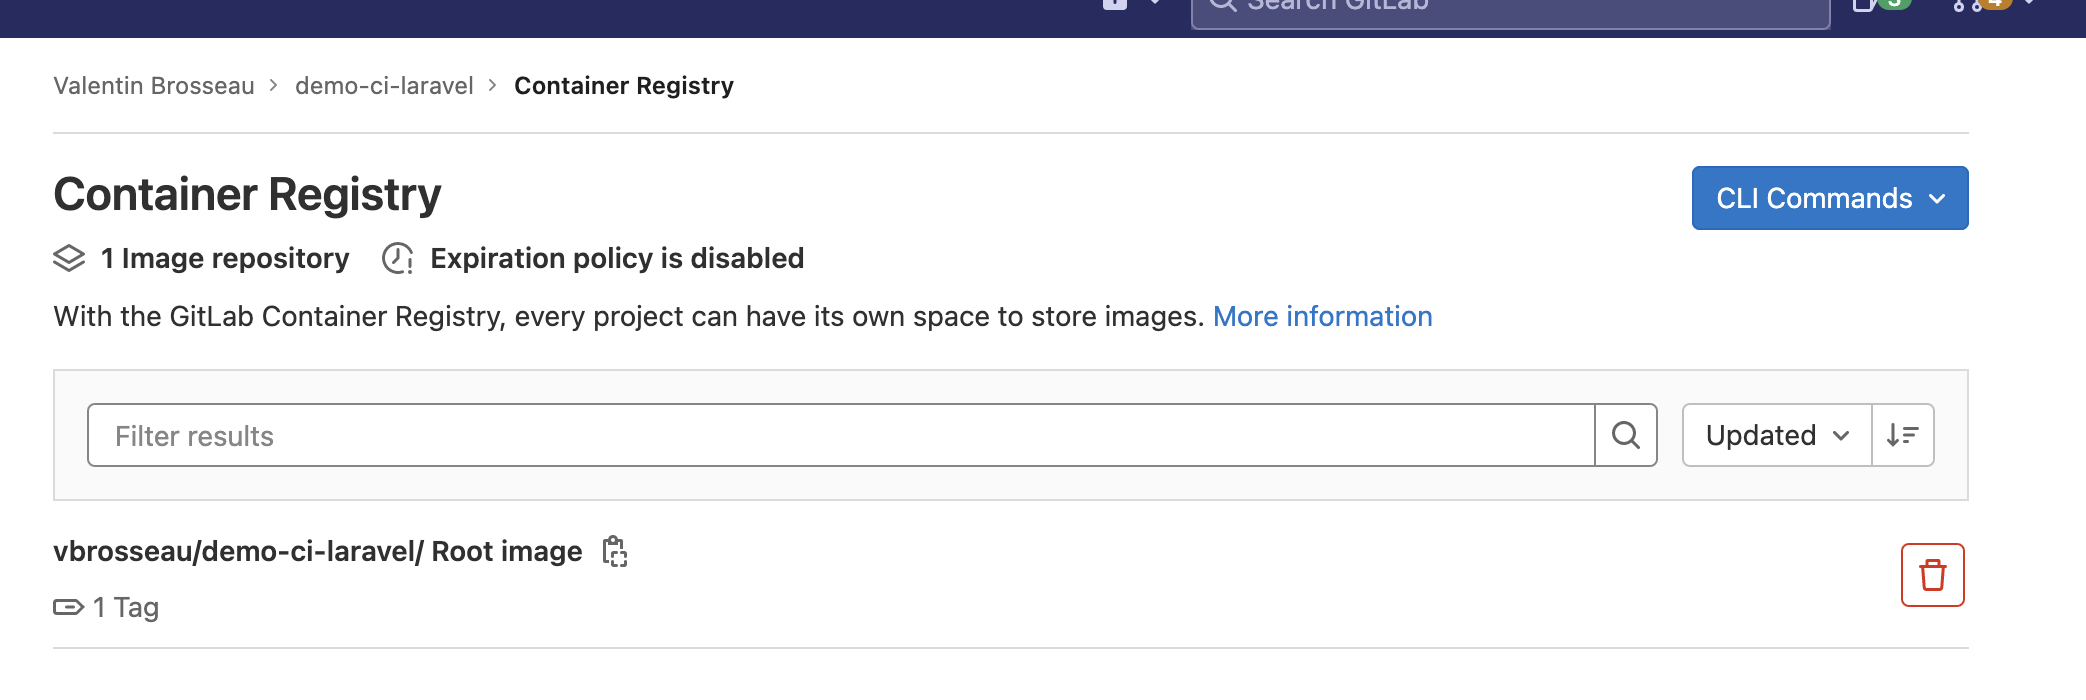 Search GitLab
3
4
Valentin Brosseau > demo-ci-laravel > Container Registry
Container Registry
CLI Commands
1 Image repository Expiration policy is disabled
With the GitLab Container Registry, every project can have its own space to store images. More information
Filter results
Updated
vbrosseau/demo-ci-laravel/ Root image
1 Tag